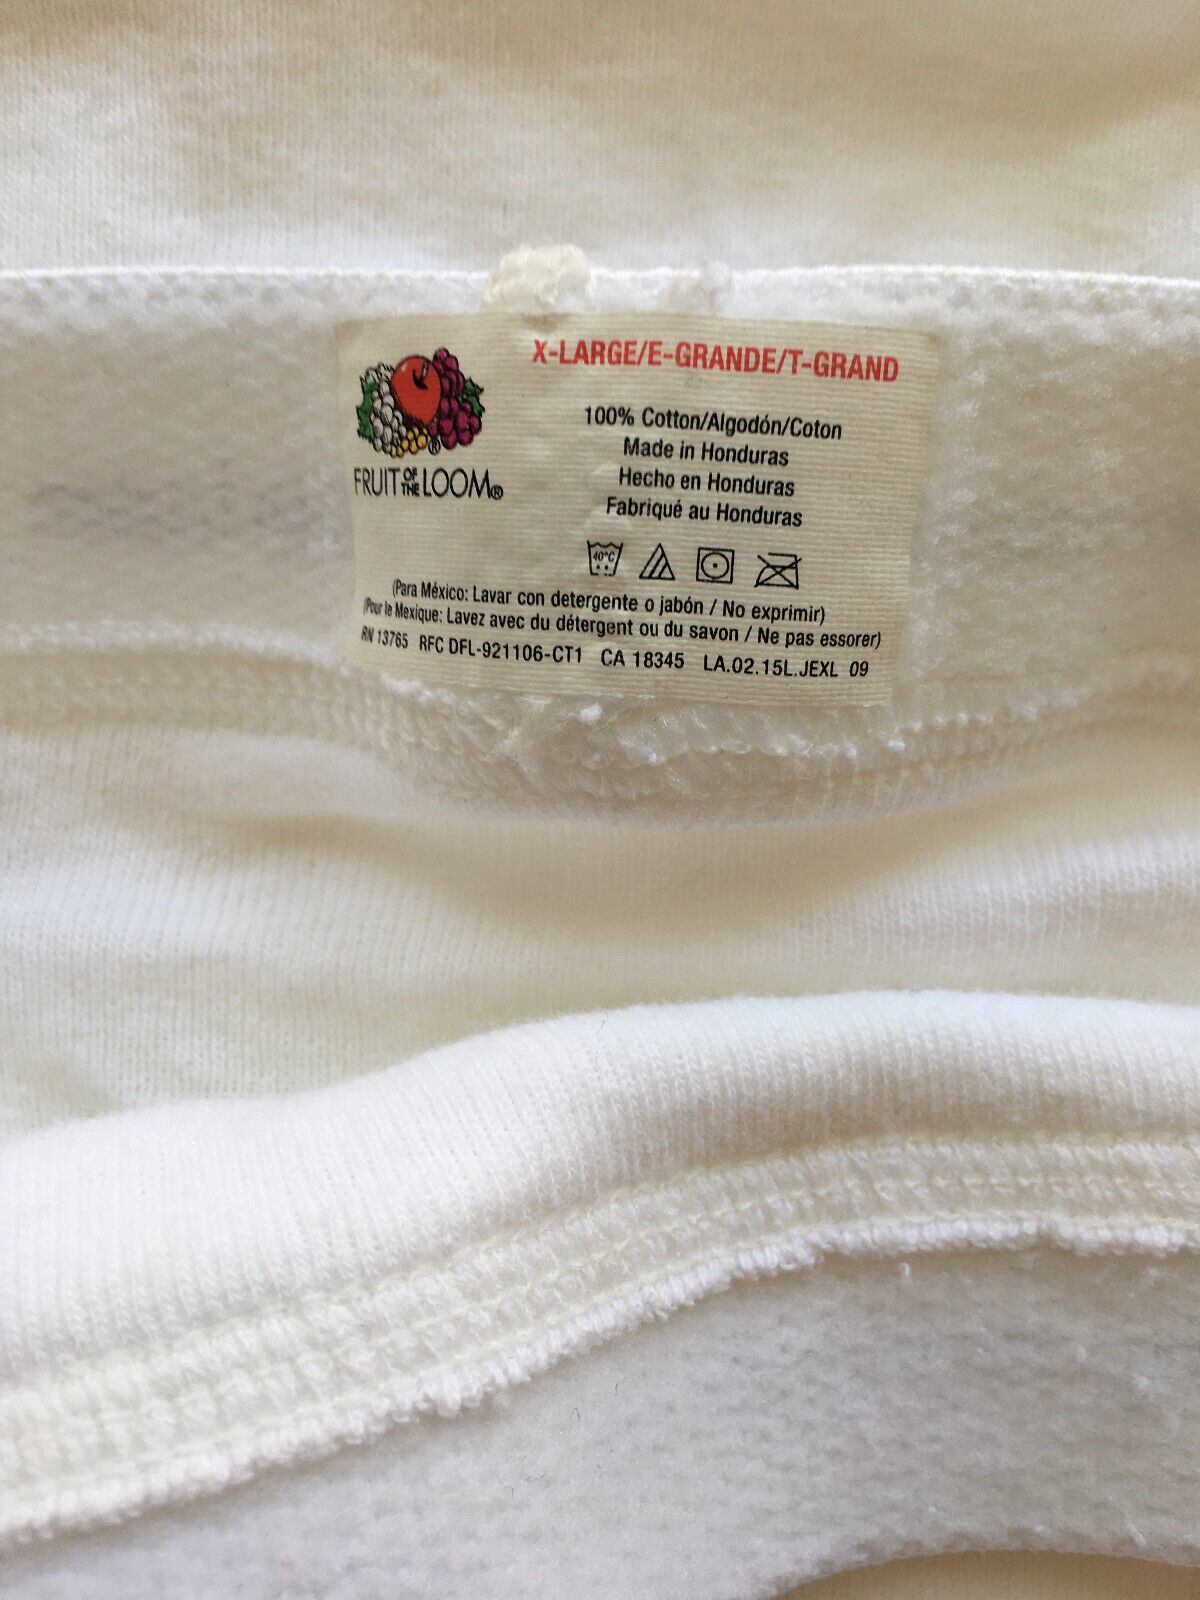 X-LARGE/E-GRANDE/T-GRAND
FRUIT OF THE LOOM®
100% Cotton/Algodón/Coton
Made in Honduras
Hecho en Honduras
Fabriqué au Honduras
40°C
(Para México: Lavar con detergente o jabón / No exprimir)
(Pour le Mexique: Lavez avec du détergent ou du savon / Ne pas essorer)
RN 13765 RFC DFL-921106-CT1 CA 18345 LA.02.15L.JEXL 09